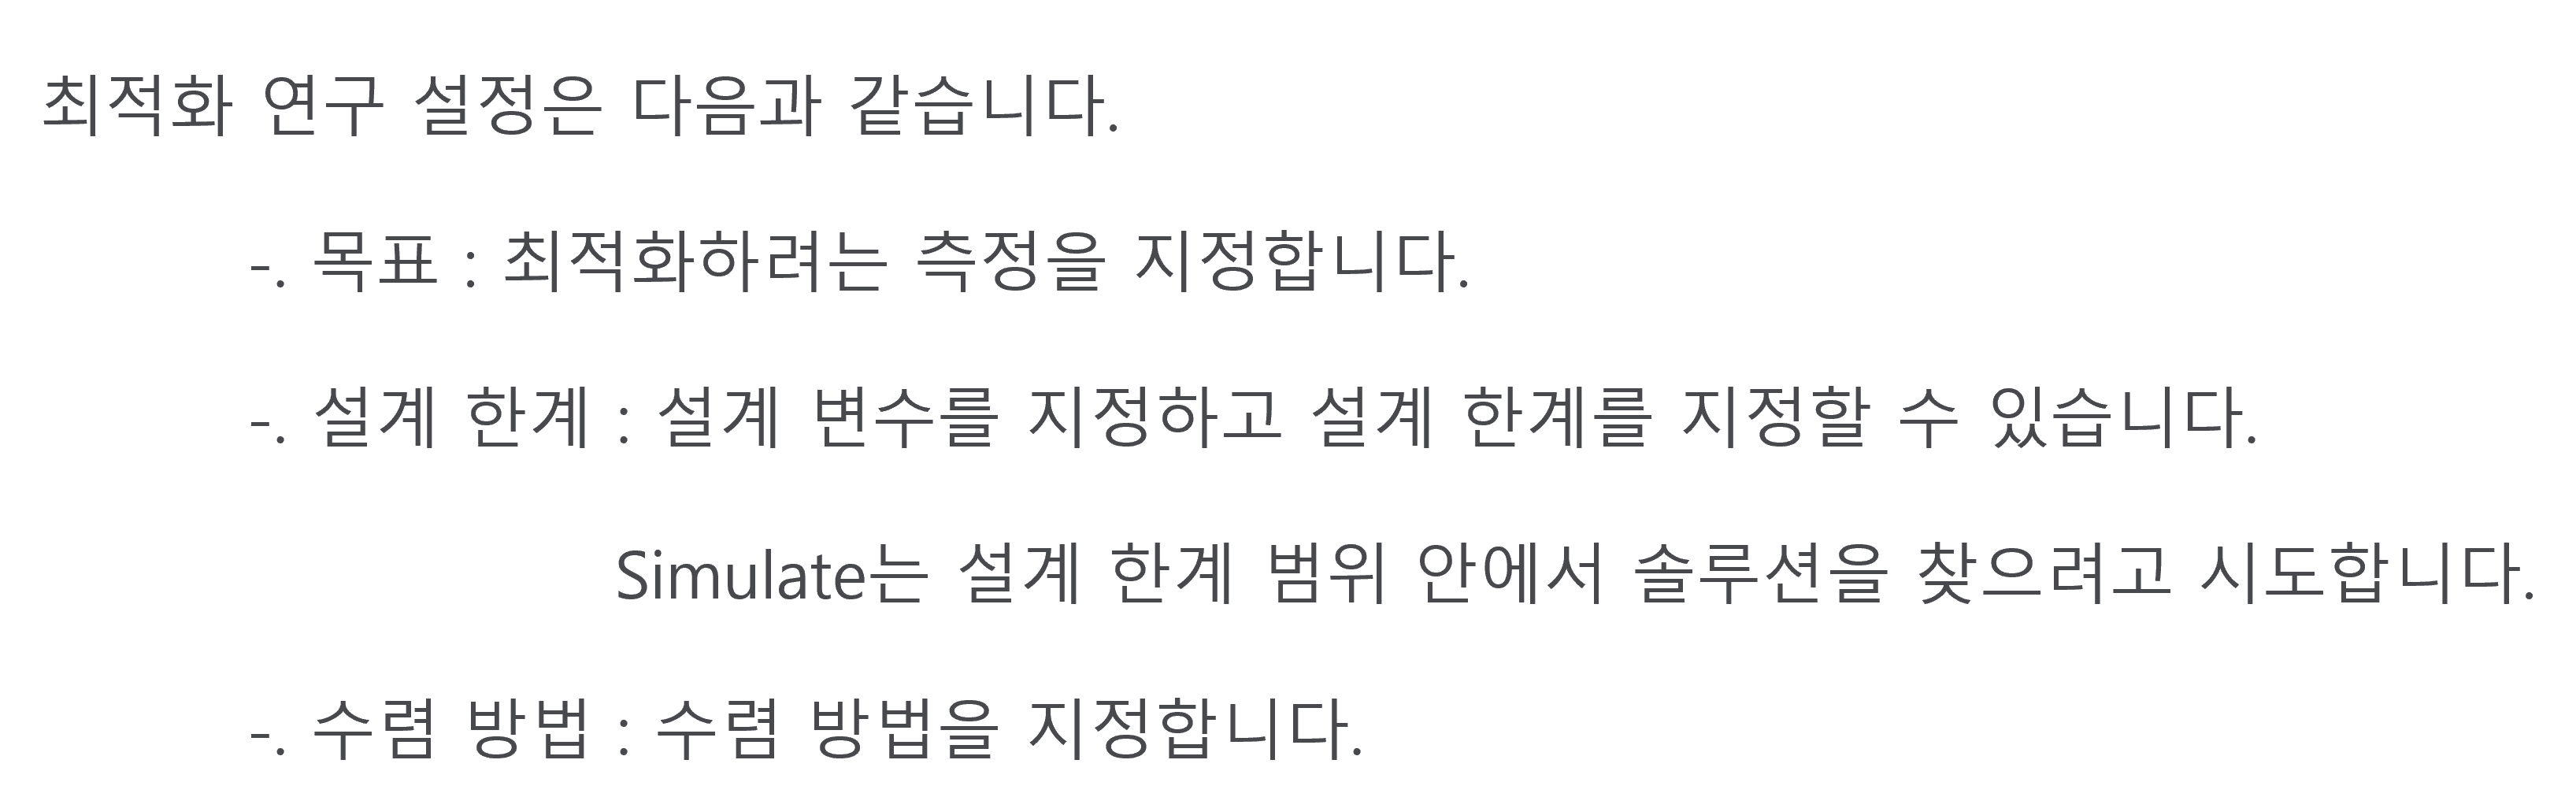 최적화 연구 설정은 다음과 같습니다.
-. 목표 : 최적화하려는 측정을 지정합니다.
-. 설계 한계 : 설계 변수를 지정하고 설계 한계를 지정할 수 있습니다.
Simulate는 설계 한계 범위 안에서 솔루션을 찾으려고 시도합니다.
-. 수렴 방법 : 수렴 방법을 지정합니다.